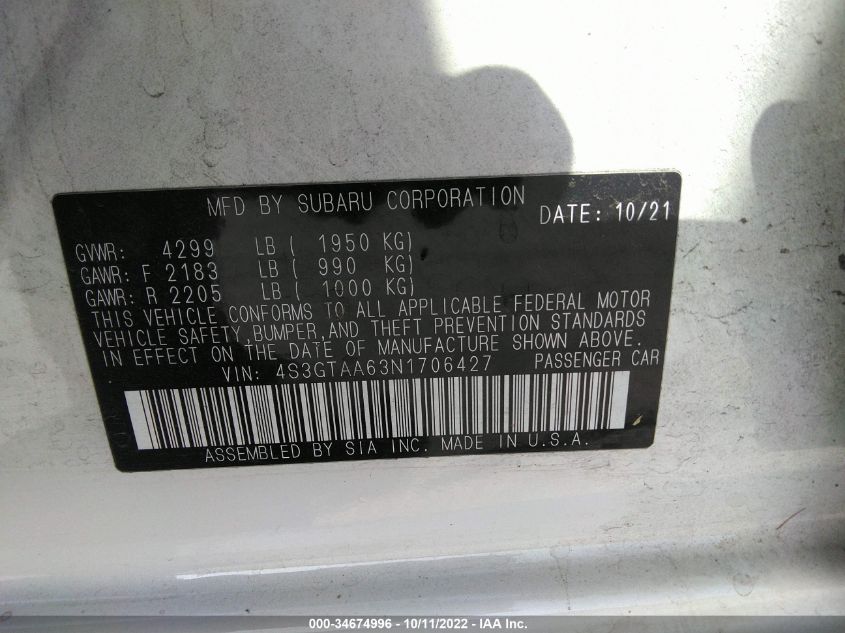 MFD BY SUBARU CORPORATION
DATE: 10/21
GVWR: 4299 LB ( 1950 KG)
GAWR: F 2183 LB ( 990 KG)
GAWR: R 2205 LB ( 1000 KG)
THIS VEHICLE CONFORMS TO ALL APPLICABLE FEDERAL MOTOR
VEHICLE SAFETY,BUMPER,AND THEFT PREVENTION STANDARDS
IN EFFECT ON THE DATE OF MANUFACTURE SHOWN ABOVE.
VIN: 4S3GTAA63N1706427 PASSENGER CAR
ASSEMBLED BY SIA INC. MADE IN U.S.A.
000-34674996 - 10/11/2022 - IAA Inc.